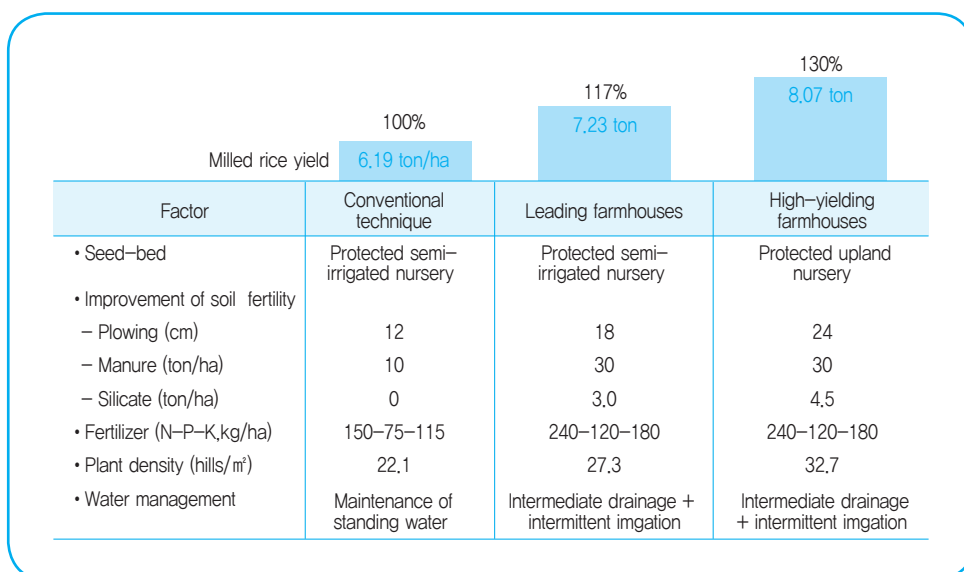 130%
8.07 ton
117%
7.23 ton
100%
Milled rice yield 6.19 ton/ha
Factor Conventional technique Leading farmhouses High-yielding farmhouses
• Seed-bed Protected semi-irrigated nursery Protected semi-irrigated nursery Protected upland nursery
• Improvement of soil fertility
- Plowing (cm) 12 18 24
- Manure (ton/ha) 10 30 30
- Silicate (ton/ha) 0 3.0 4.5
• Fertilizer (N-P-K,kg/ha) 150-75-115 240-120-180 240-120-180
• Plant density (hills/㎡) 22.1 27.3 32.7
• Water management Maintenance of standing water Intermediate drainage + intermittent imgation Intermediate drainage + intermittent imgation